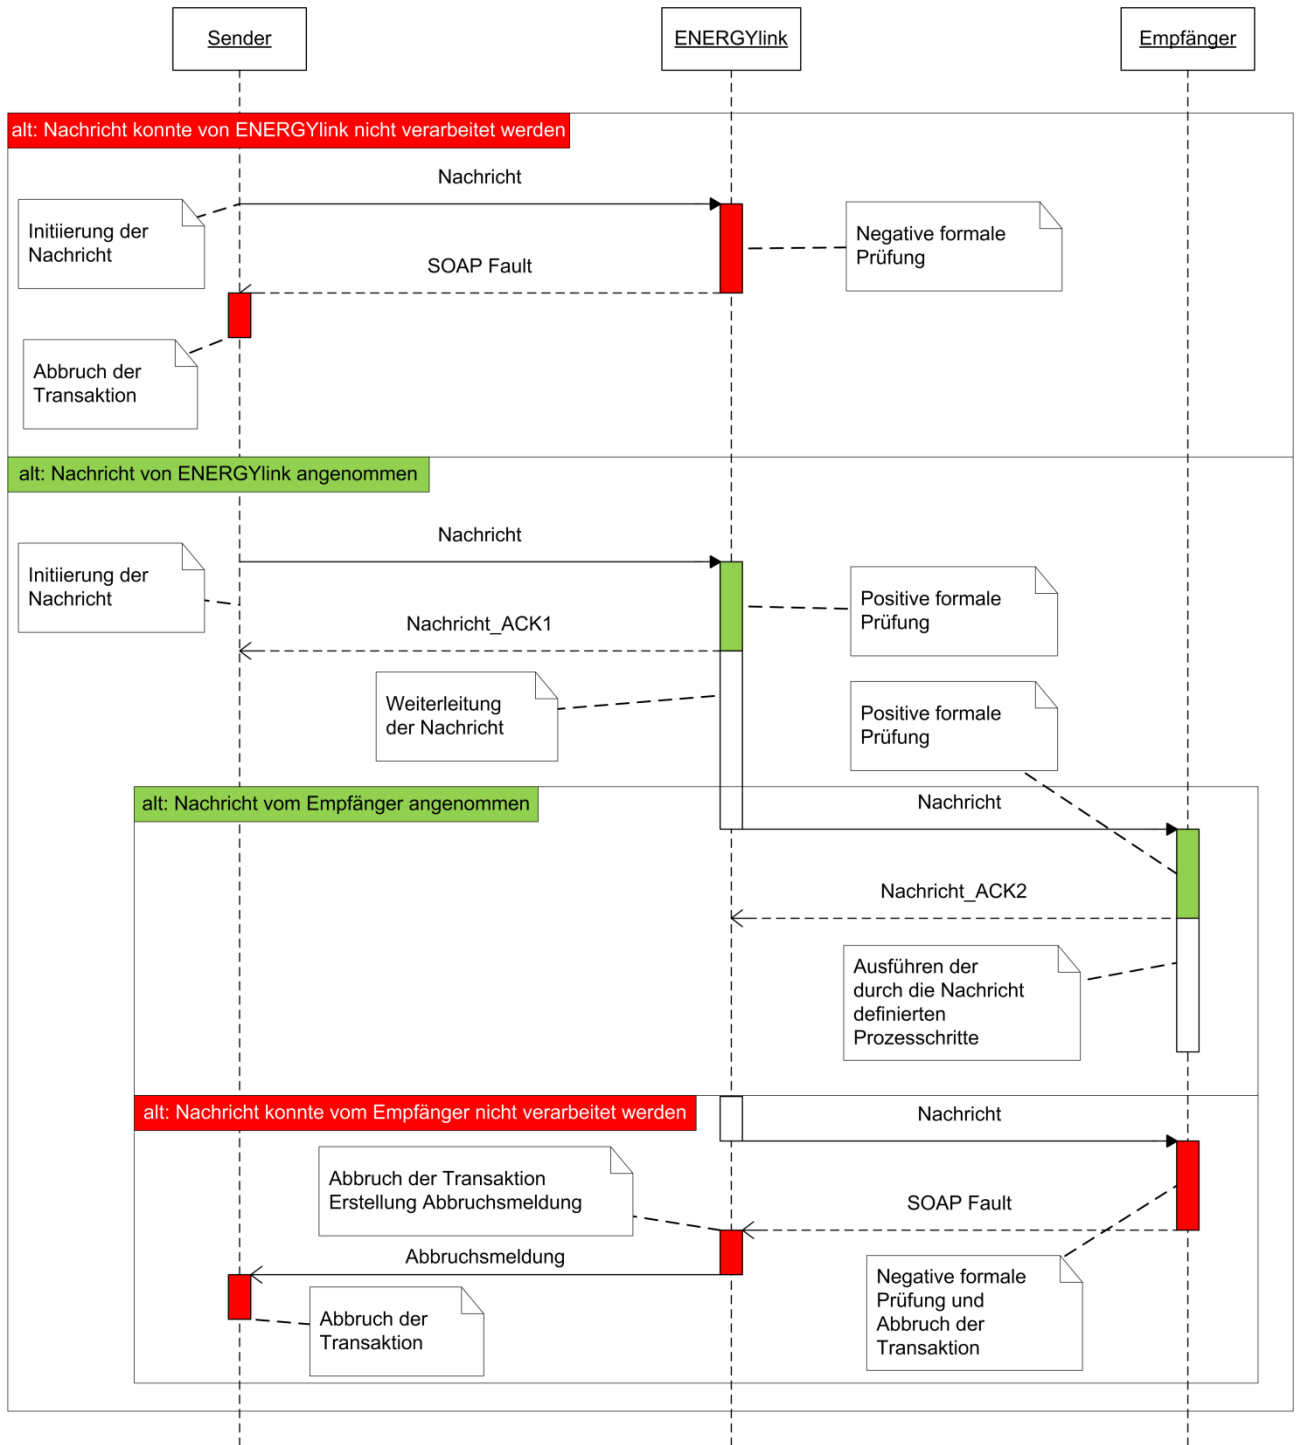 Sender
ENERGYlink
Empfänger
alt: Nachricht konnte von ENERGYlink nicht verarbeitet werden
Nachricht
Initiierung der
Nachricht
Negative formale
Prüfung
SOAP Fault
Abbruch der
Transaktion
alt: Nachricht von ENERGYlink angenommen
Nachricht
Initiierung der
Nachricht
Positive formale
Prüfung
Nachricht_ACK1
Weiterleitung
der Nachricht
Positive formale
Prüfung
alt: Nachricht vom Empfänger angenommen
Nachricht
Nachricht_ACK2
Ausführen der
durch die Nachricht
definierten
Prozesschritte
alt: Nachricht konnte vom Empfänger nicht verarbeitet werden
Nachricht
Abbruch der Transaktion
Erstellung Abbruchsmeldung
SOAP Fault
Abbruchsmeldung
Negative formale
Prüfung und
Abbruch der
Transaktion
Abbruch der
Transaktion